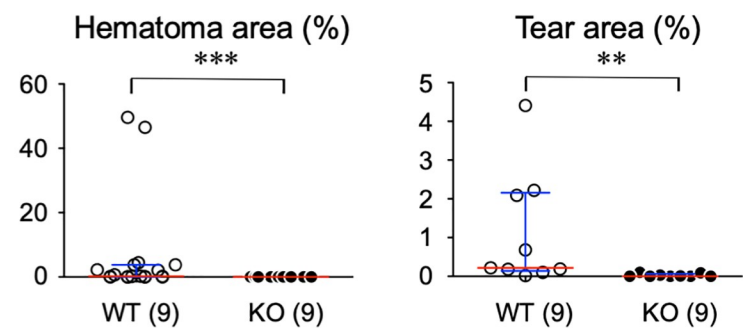 Hematoma area (%)
***
60
40
20
0
WT (9)
KO (9)
Tear area (%)
**
5
4
3
2
1
0
WT (9)
KO (9)